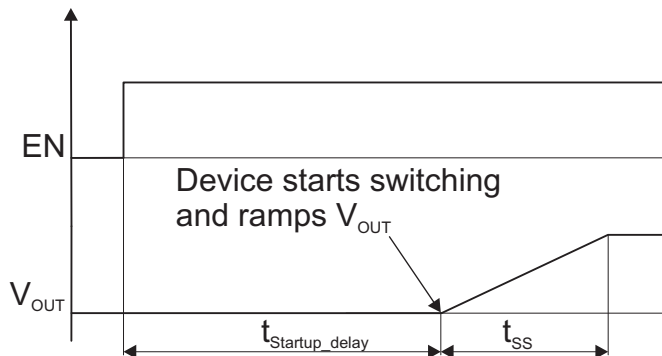 EN
Device starts switching
and ramps V_OUT
V_OUT
t_Startup_delay
t_SS